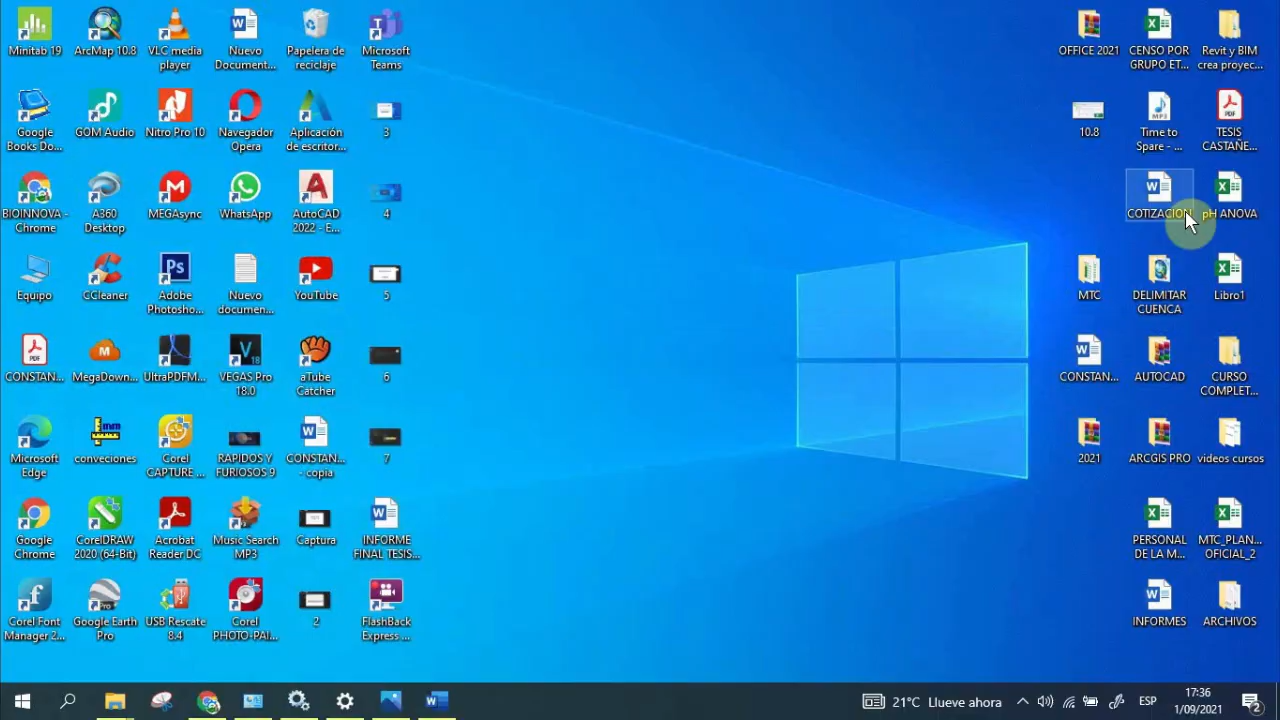 Minitab 19
ArcMap 10.8
VLC media
player
Nuevo
Document...
Papelera de
reciclaje
Microsoft
Teams
Google
Books Do...
GOM Audio
Nitro Pro 10
Navegador
Opera
Aplicación
de escritor...
3
BIOINNOVA -
Chrome
A360
Desktop
MEGAsync
WhatsApp
AutoCAD
2022 - E...
4
Equipo
CCleaner
Adobe
Photosho...
Nuevo
documen...
YouTube
5
CONSTAN...
MegaDown...
UltraPDFM...
VEGAS Pro
18.0
aTube
Catcher
6
Microsoft
Edge
conveciones
Corel
CAPTURE ...
RAPIDOS Y
FURIOSOS 9
CONSTAN...
- copia
7
Google
Chrome
CorelDRAW
2020 (64-Bit)
Acrobat
Reader DC
Music Search
MP3
Captura
INFORME
FINAL TESIS...
Corel Font
Manager 2...
Google Earth
Pro
USB Rescate
8.4
Corel
PHOTO-PAI...
2
FlashBack
Express ...
OFFICE 2021
CENSO POR
GRUPO ET...
Revit y BIM
crea proyec...
10.8
Time to
Spare - ...
TESIS
CASTAÑE...
COTIZACION
pH ANOVA
MTC
DELIMITAR
CUENCA
Libro1
CONSTAN...
AUTOCAD
CURSO
COMPLET...
2021
ARCGIS PRO
videos cursos
PERSONAL
DE LA M...
MTC_PLAN...
OFICIAL_2
INFORMES
ARCHIVOS
21°C Llueve ahora
ESP
17:36
1/09/2021
2